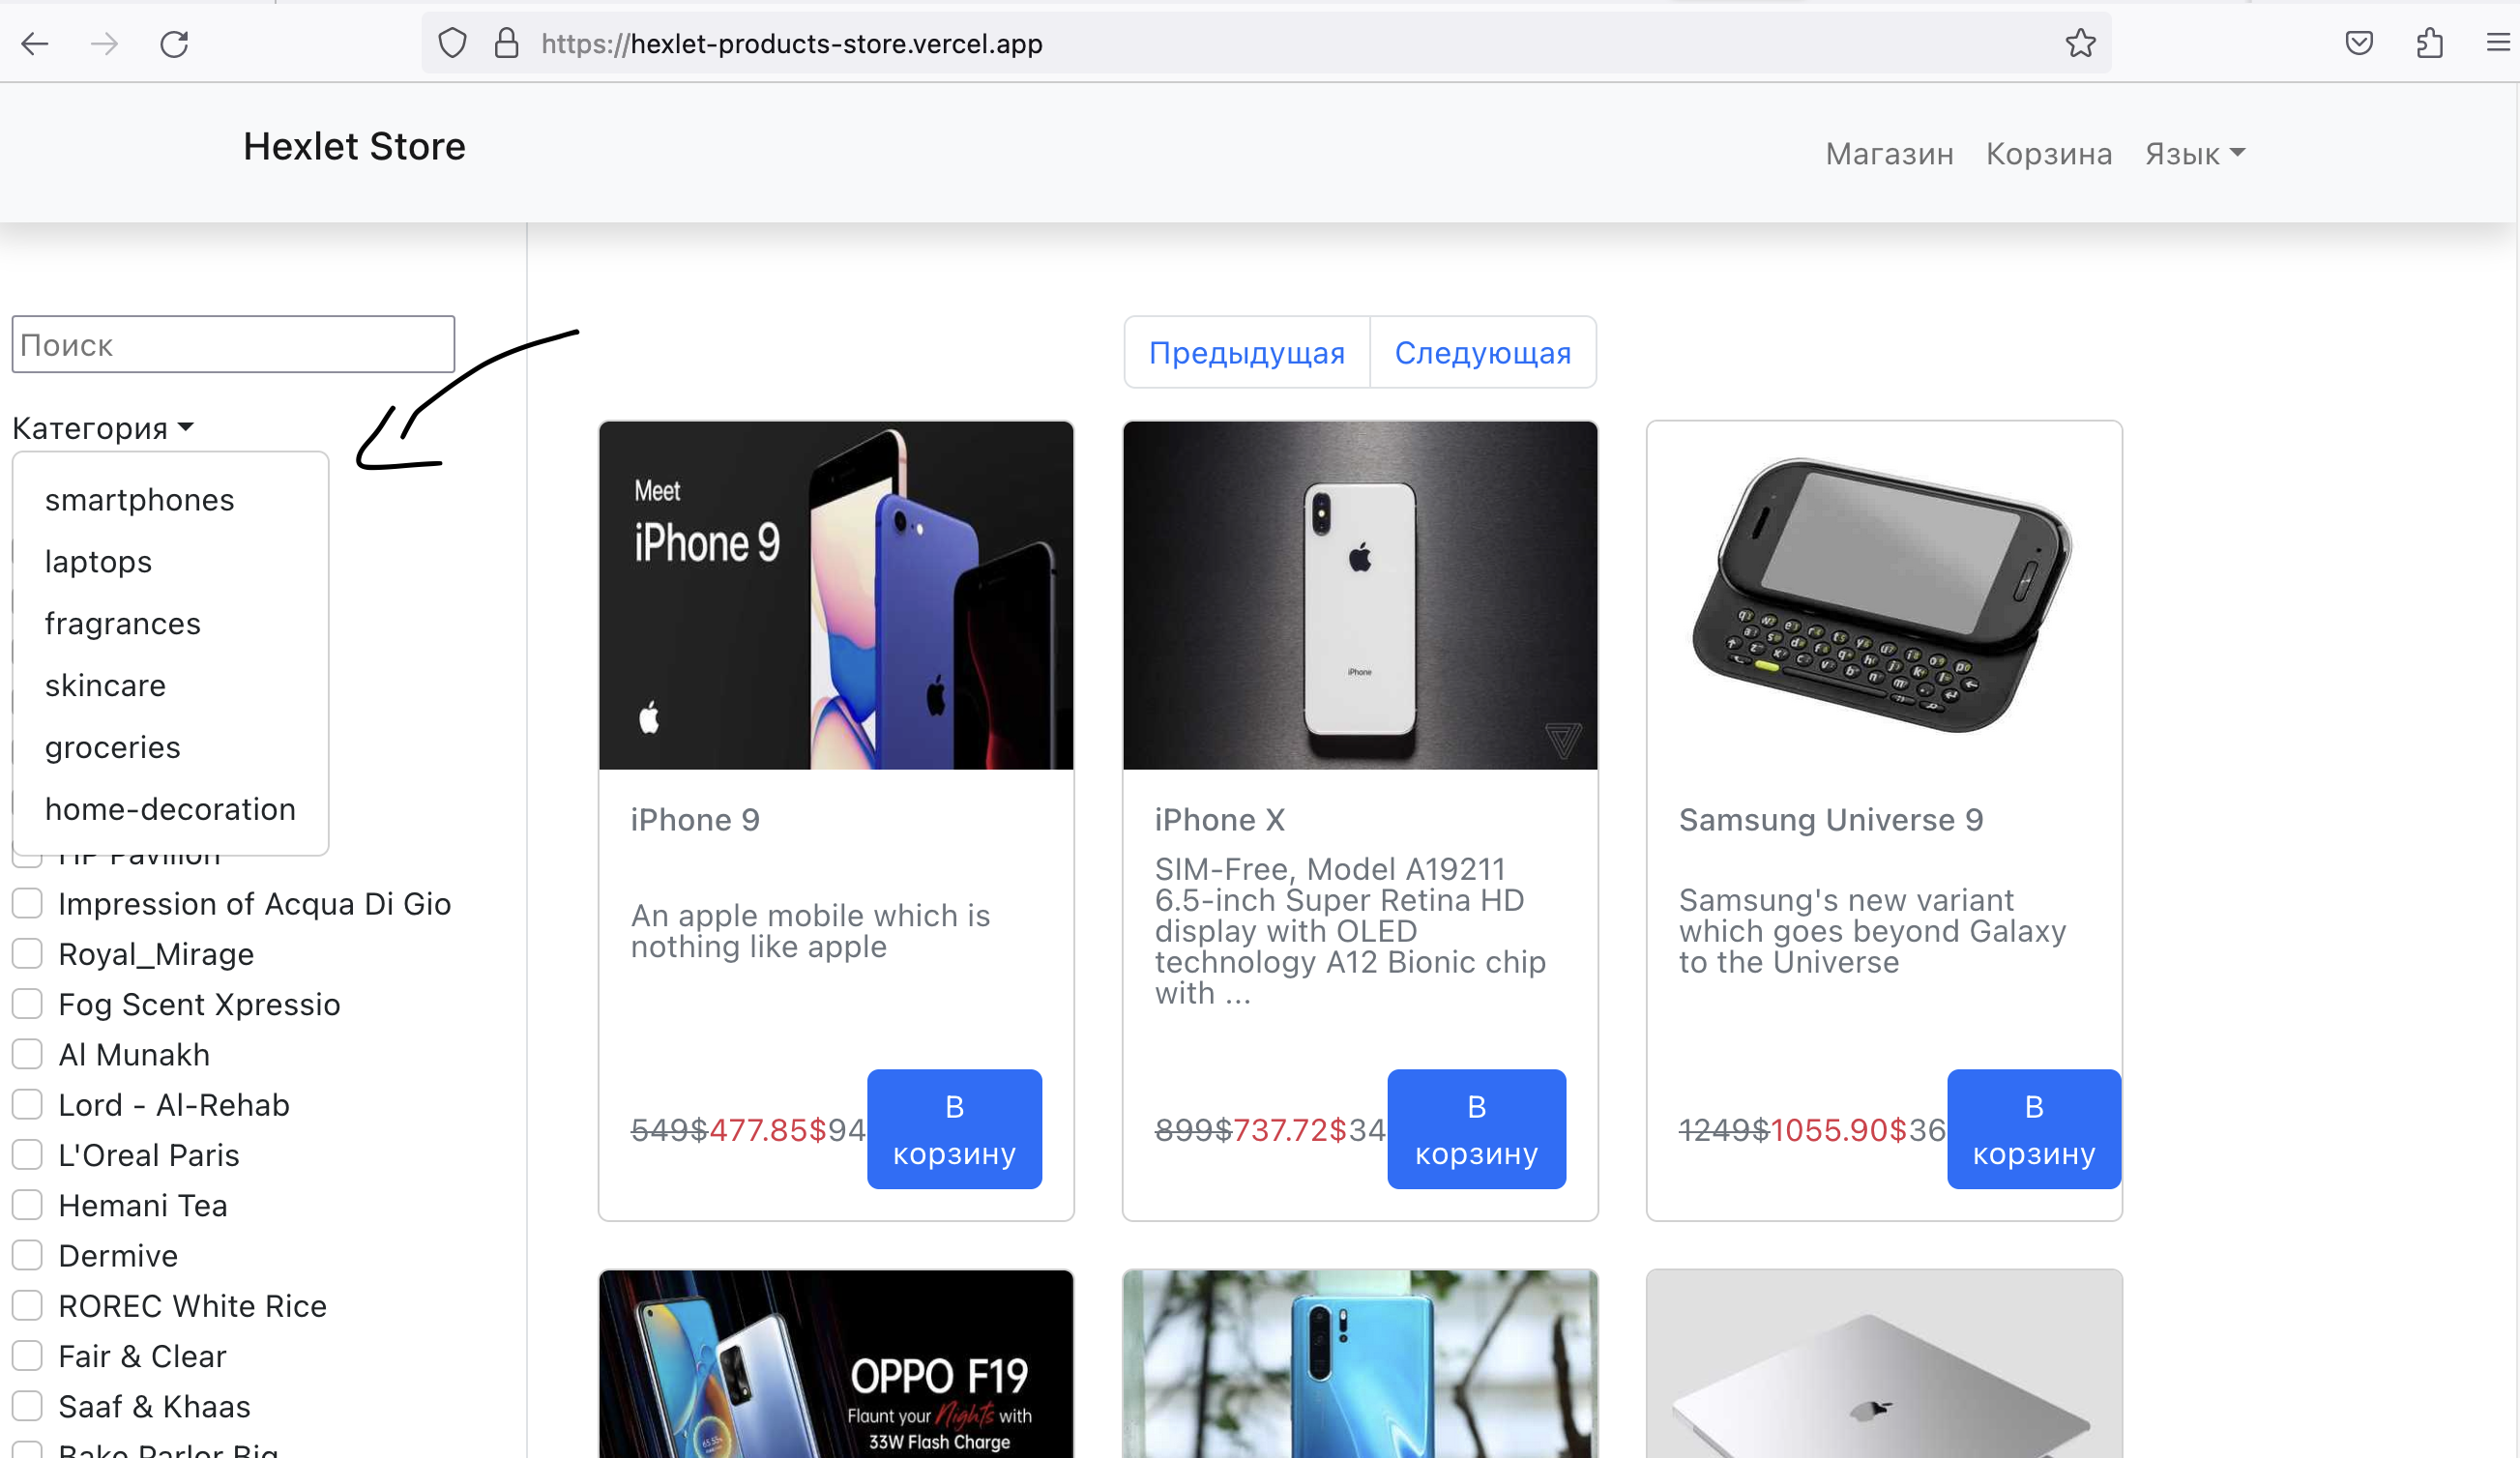 https://hexlet-products-store.vercel.app
Hexlet Store
Магазин
Корзина
Язык
Поиск
Категория
smartphones
laptops
fragrances
skincare
groceries
home-decoration
HP Pavilion
Impression of Acqua Di Gio
Royal_Mirage
Fog Scent Xpressio
Al Munakh
Lord - Al-Rehab
L'Oreal Paris
Hemani Tea
Dermive
ROREC White Rice
Fair & Clear
Saaf & Khaas
Bake Parlor Big
Предыдущая
Следующая
Meet
iPhone 9
iPhone 9
An apple mobile which is
nothing like apple
549$477.85$94
В
корзину
iPhone
iPhone X
SIM-Free, Model A19211
6.5-inch Super Retina HD
display with OLED
technology A12 Bionic chip
with ...
899$737.72$34
В
корзину
Samsung Universe 9
Samsung's new variant
which goes beyond Galaxy
to the Universe
1249$1055.90$36
В
корзину
OPPO F19
Flaunt your Nights with
33W Flash Charge